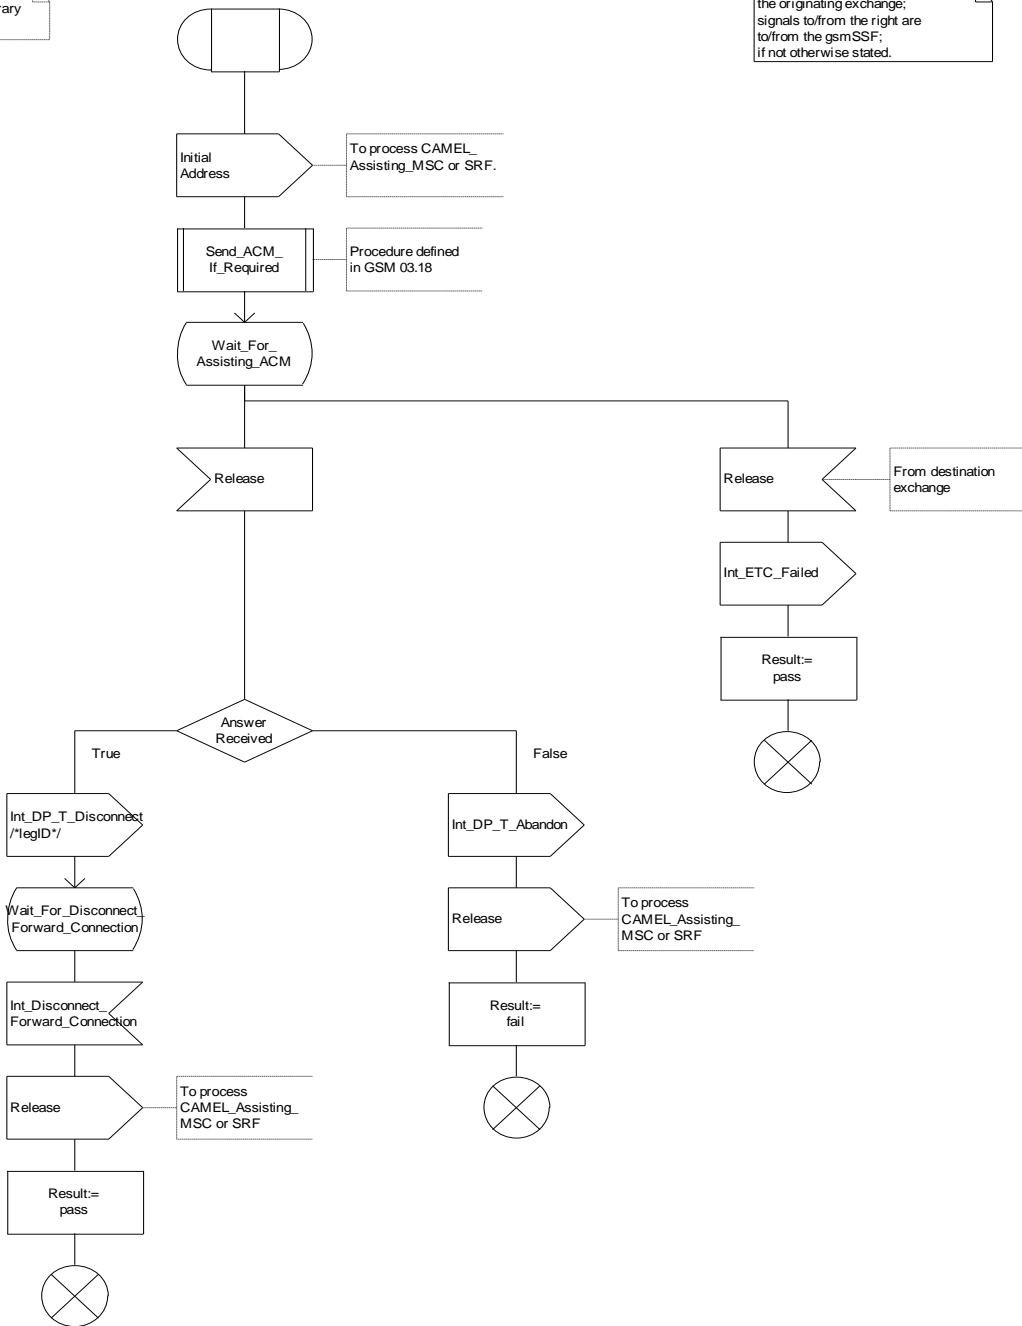 the originating exchange;
signals to/from the right are
to/from the gsmSSF;
if not otherwise stated.
Initial
Address
To process CAMEL_
Assisting_MSC or SRF.
Send_ACM_
If_Required
Procedure defined
in GSM 03.18
Wait_For_
Assisting_ACM
Release
Release
From destination
exchange
Int_ETC_Failed
Result:=
pass
Answer
Received
True
False
Int_DP_T_Disconnect
/*legID*/
Int_DP_T_Abandon
Wait_For_Disconnect_
Forward_Connection
Release
To process
CAMEL_Assisting_
MSC or SRF
Int_Disconnect_
Forward_Connection
Result:=
fail
Release
To process
CAMEL_Assisting_
MSC or SRF
Result:=
pass